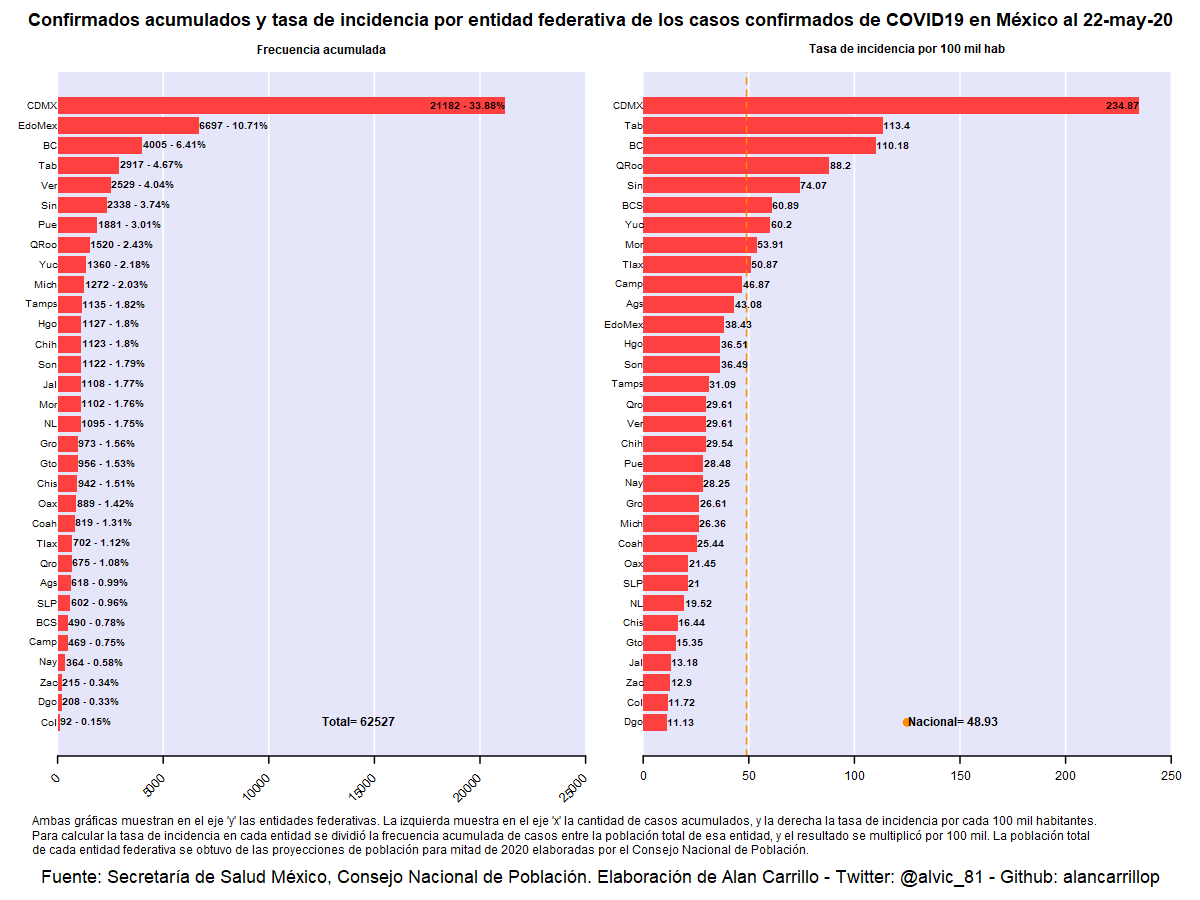 Confirmados acumulados y tasa de incidencia por entidad federativa de los casos confirmados de COVID19 en México al 22-may-20
Frecuencia acumulada
CDMX 21182 - 33.88%
EdoMex 6697 - 10.71%
BC 4005 - 6.41%
Tab 2917 - 4.67%
Ver 2529 - 4.04%
Sin 2338 - 3.74%
Pue 1881 - 3.01%
QRoo 1520 - 2.43%
Yuc 1360 - 2.18%
Mich 1272 - 2.03%
Tamps 1135 - 1.82%
Hgo 1127 - 1.8%
Chih 1123 - 1.8%
Son 1122 - 1.79%
Jal 1108 - 1.77%
Mor 1102 - 1.76%
NL 1095 - 1.75%
Gro 973 - 1.56%
Gto 956 - 1.53%
Chis 942 - 1.51%
Oax 889 - 1.42%
Coah 819 - 1.31%
Tlax 702 - 1.12%
Qro 675 - 1.08%
Ags 618 - 0.99%
SLP 602 - 0.96%
BCS 490 - 0.78%
Camp 469 - 0.75%
Nay 364 - 0.58%
Zac 215 - 0.34%
Dgo 208 - 0.33%
Col 92 - 0.15% Total= 62527
0 5000 10000 15000 20000 25000
Tasa de incidencia por 100 mil hab
CDMX 234.87
Tab 113.4
BC 110.18
QRoo 88.2
Sin 74.07
BCS 60.89
Yuc 60.2
Mor 53.91
Tlax 50.87
Camp 46.87
Ags 43.08
EdoMex 38.43
Hgo 36.51
Son 36.49
Tamps 31.09
Qro 29.61
Ver 29.61
Chih 29.54
Pue 28.48
Nay 28.25
Gro 26.61
Mich 26.36
Coah 25.44
Oax 21.45
SLP 21
NL 19.52
Chis 16.44
Gto 15.35
Jal 13.18
Zac 12.9
Col 11.72
Dgo 11.13 Nacional= 48.93
0 50 100 150 200 250
Ambas gráficas muestran en el eje 'y' las entidades federativas. La izquierda muestra en el eje 'x' la cantidad de casos acumulados, y la derecha la tasa de incidencia por cada 100 mil habitantes.
Para calcular la tasa de incidencia en cada entidad se dividió la frecuencia acumulada de casos entre la población total de esa entidad, y el resultado se multiplicó por 100 mil. La población total
de cada entidad federativa se obtuvo de las proyecciones de población para mitad de 2020 elaboradas por el Consejo Nacional de Población.
Fuente: Secretaría de Salud México, Consejo Nacional de Población. Elaboración de Alan Carrillo - Twitter: @alvic_81 - Github: alancarrillop